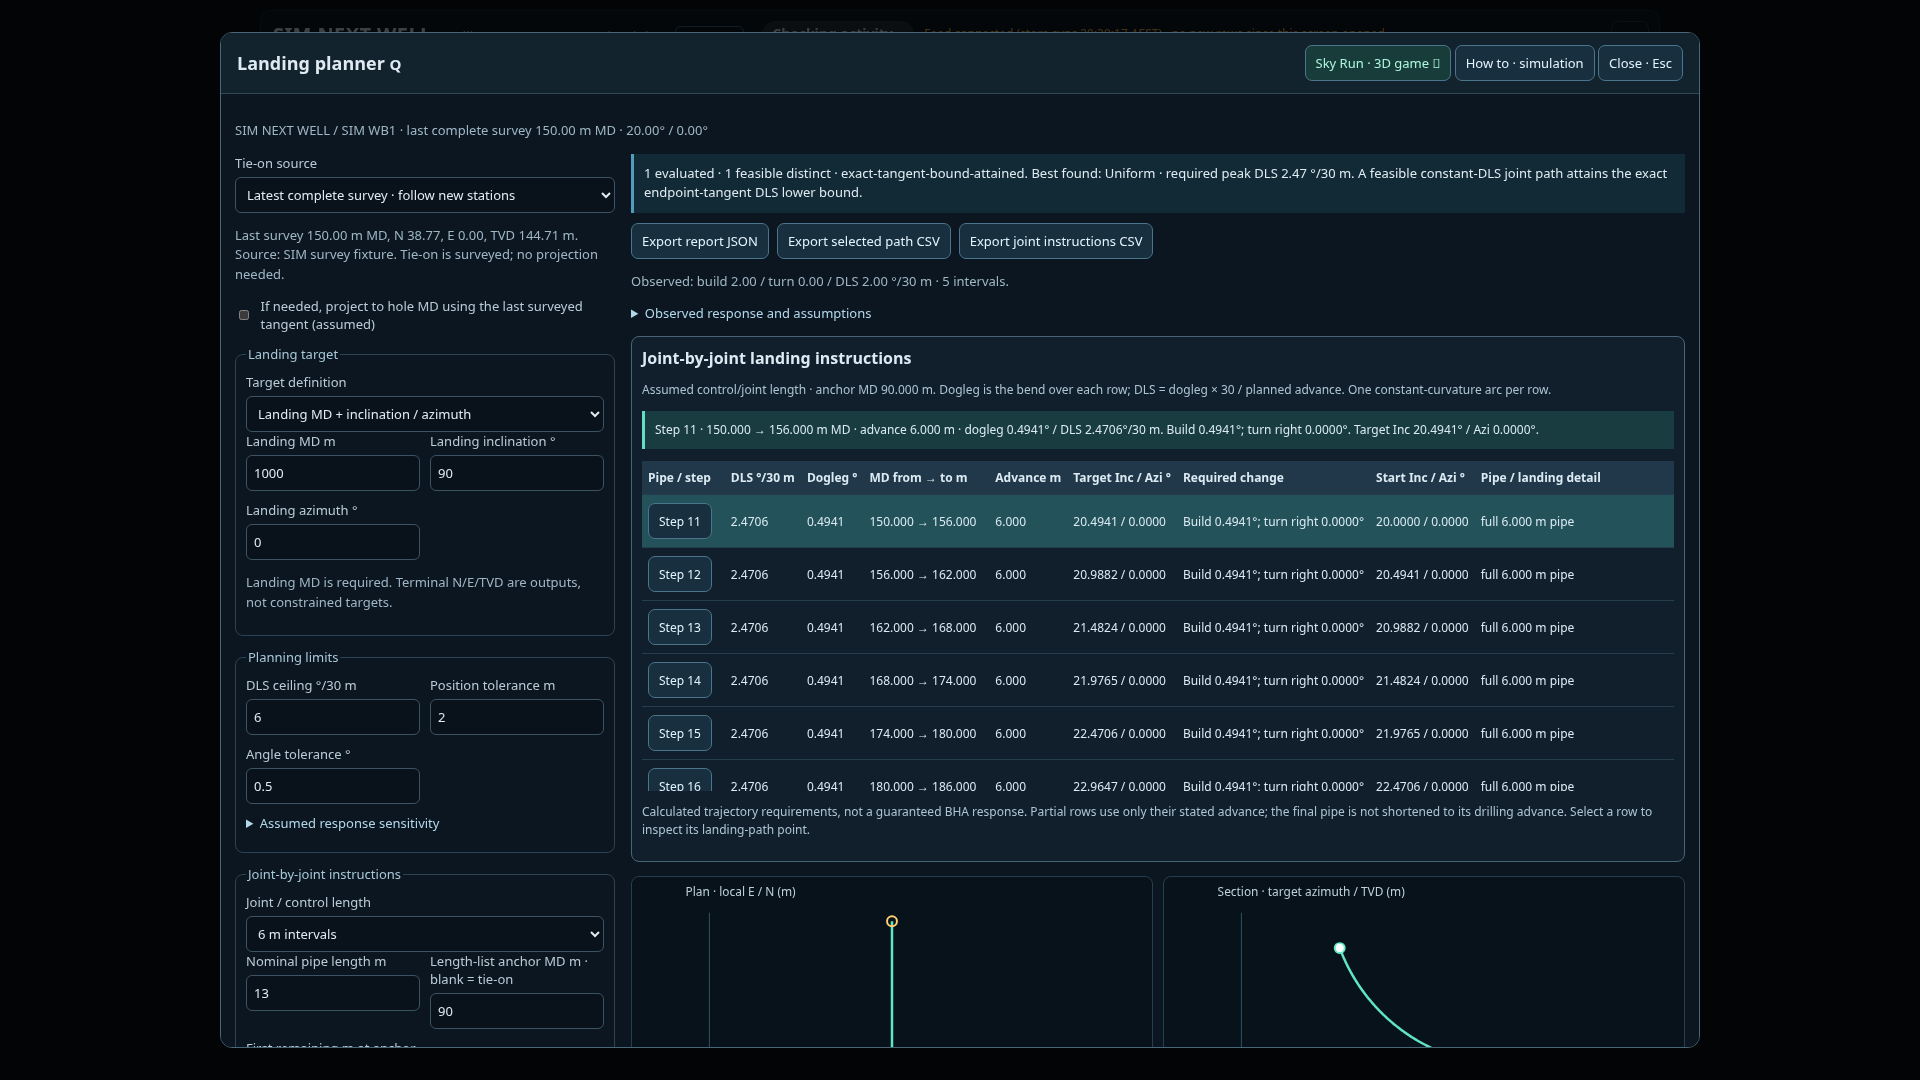 SIM NEXT WELL
Landing planner Q
Sky Run · 3D game
How to · simulation
Close · Esc
SIM NEXT WELL / SIM WB1 · last complete survey 150.00 m MD · 20.00° / 0.00°
Tie-on source
Latest complete survey · follow new stations
Last survey 150.00 m MD, N 38.77, E 0.00, TVD 144.71 m.
Source: SIM survey fixture. Tie-on is surveyed; no projection
needed.
If needed, project to hole MD using the last surveyed
tangent (assumed)
Landing target
Target definition
Landing MD + inclination / azimuth
Landing MD m
Landing inclination °
1000
90
Landing azimuth °
0
Landing MD is required. Terminal N/E/TVD are outputs,
not constrained targets.
Planning limits
DLS ceiling °/30 m
Position tolerance m
6
2
Angle tolerance °
0.5
▶ Assumed response sensitivity
Joint-by-joint instructions
Joint / control length
6 m intervals
Nominal pipe length m
Length-list anchor MD m ·
blank = tie-on
13
90
First remaining m at anchor
1 evaluated · 1 feasible distinct · exact-tangent-bound-attained. Best found: Uniform · required peak DLS 2.47 °/30 m. A feasible constant-DLS joint path attains the exact
endpoint-tangent DLS lower bound.
Export report JSON
Export selected path CSV
Export joint instructions CSV
Observed: build 2.00 / turn 0.00 / DLS 2.00 °/30 m · 5 intervals.
▶ Observed response and assumptions
Joint-by-joint landing instructions
Assumed control/joint length · anchor MD 90.000 m. Dogleg is the bend over each row; DLS = dogleg × 30 / planned advance. One constant-curvature arc per row.
Step 11 · 150.000 → 156.000 m MD · advance 6.000 m · dogleg 0.4941° / DLS 2.4706°/30 m. Build 0.4941°; turn right 0.0000°. Target Inc 20.4941° / Azi 0.0000°.
Pipe / step DLS °/30 m Dogleg ° MD from → to m Advance m Target Inc / Azi ° Required change Start Inc / Azi ° Pipe / landing detail
Step 11 2.4706 0.4941 150.000 → 156.000 6.000 20.4941 / 0.0000 Build 0.4941°; turn right 0.0000° 20.0000 / 0.0000 full 6.000 m pipe
Step 12 2.4706 0.4941 156.000 → 162.000 6.000 20.9882 / 0.0000 Build 0.4941°; turn right 0.0000° 20.4941 / 0.0000 full 6.000 m pipe
Step 13 2.4706 0.4941 162.000 → 168.000 6.000 21.4824 / 0.0000 Build 0.4941°; turn right 0.0000° 20.9882 / 0.0000 full 6.000 m pipe
Step 14 2.4706 0.4941 168.000 → 174.000 6.000 21.9765 / 0.0000 Build 0.4941°; turn right 0.0000° 21.4824 / 0.0000 full 6.000 m pipe
Step 15 2.4706 0.4941 174.000 → 180.000 6.000 22.4706 / 0.0000 Build 0.4941°; turn right 0.0000° 21.9765 / 0.0000 full 6.000 m pipe
Step 16 2.4706 0.4941 180.000 → 186.000 6.000 22.9647 / 0.0000 Build 0.4941°; turn right 0.0000° 22.4706 / 0.0000 full 6.000 m pipe
Calculated trajectory requirements, not a guaranteed BHA response. Partial rows use only their stated advance; the final pipe is not shortened to its drilling advance. Select a row to
inspect its landing-path point.
Plan · local E / N (m)
Section · target azimuth / TVD (m)